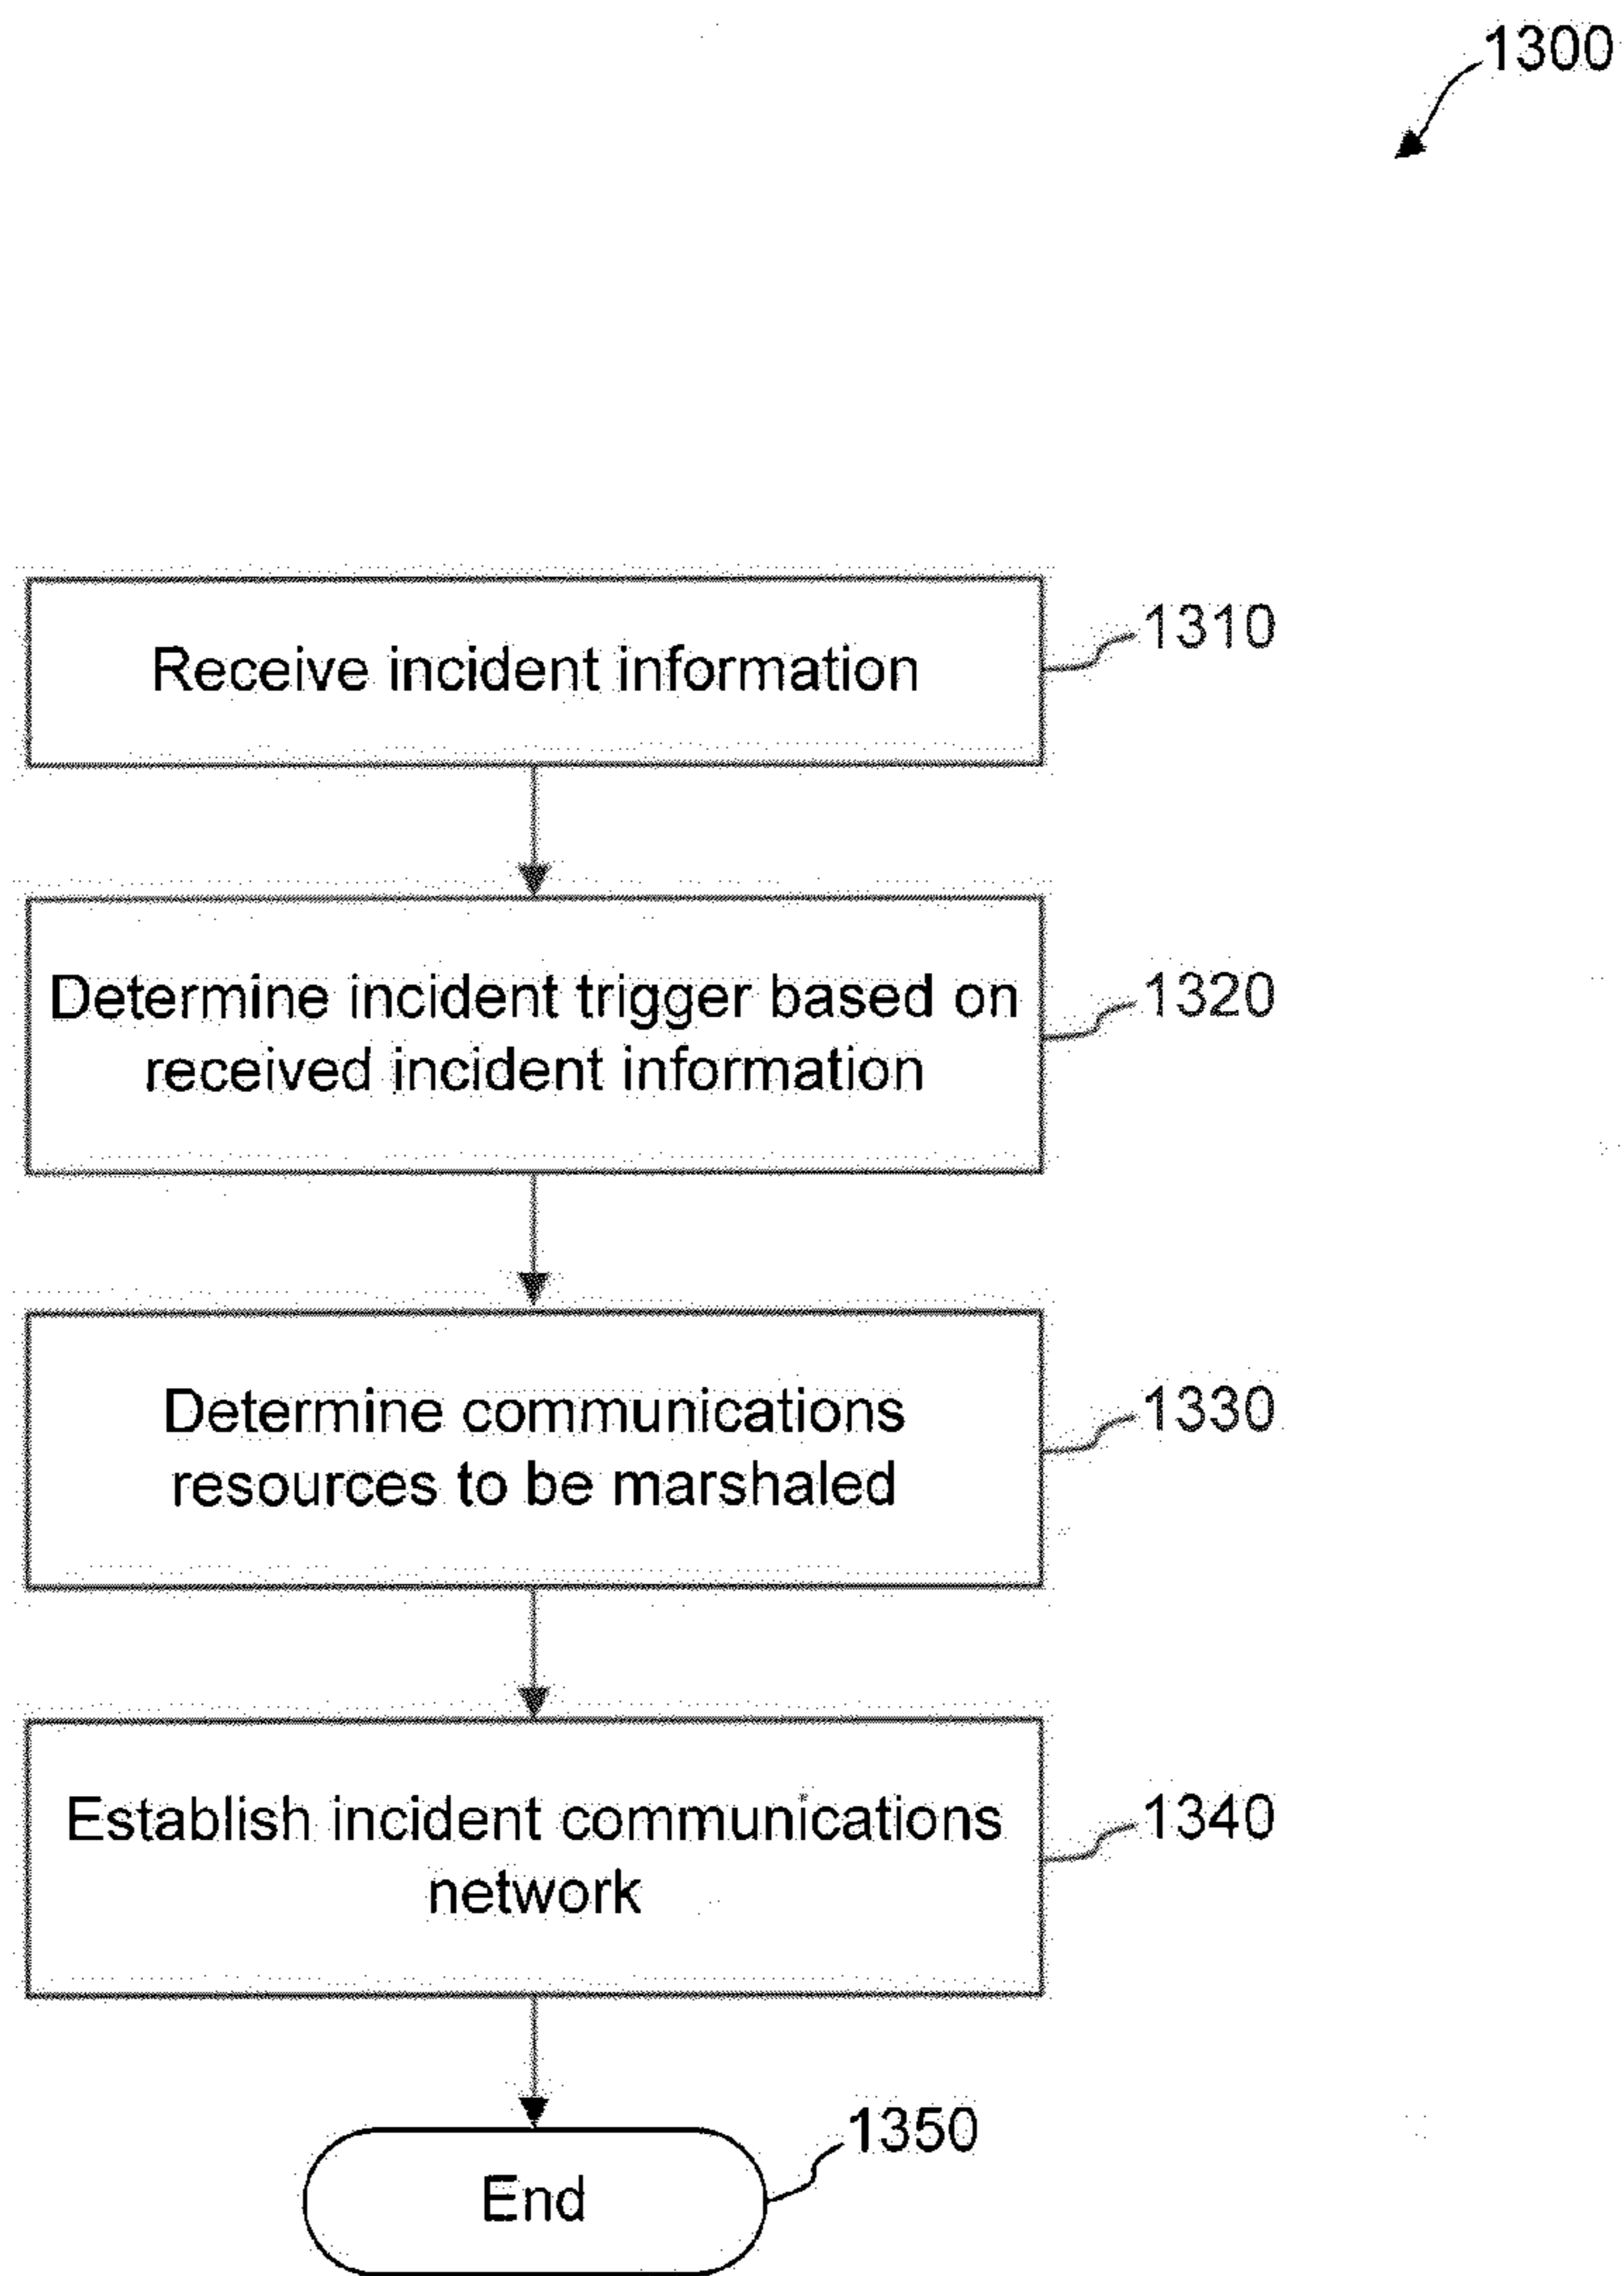 1300
Receive incident information
1310
Determine incident trigger based on
received incident information
1320
Determine communications
resources to be marshaled
1330
Establish incident communications
network
1340
End
1350